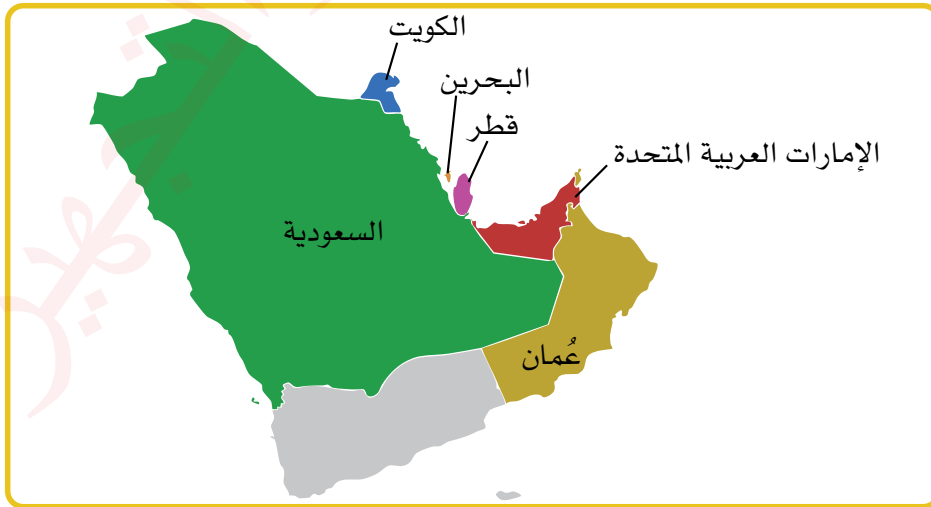 الكويت
البحرين
قطر
الإمارات العربية المتحدة
السعودية
عُمان